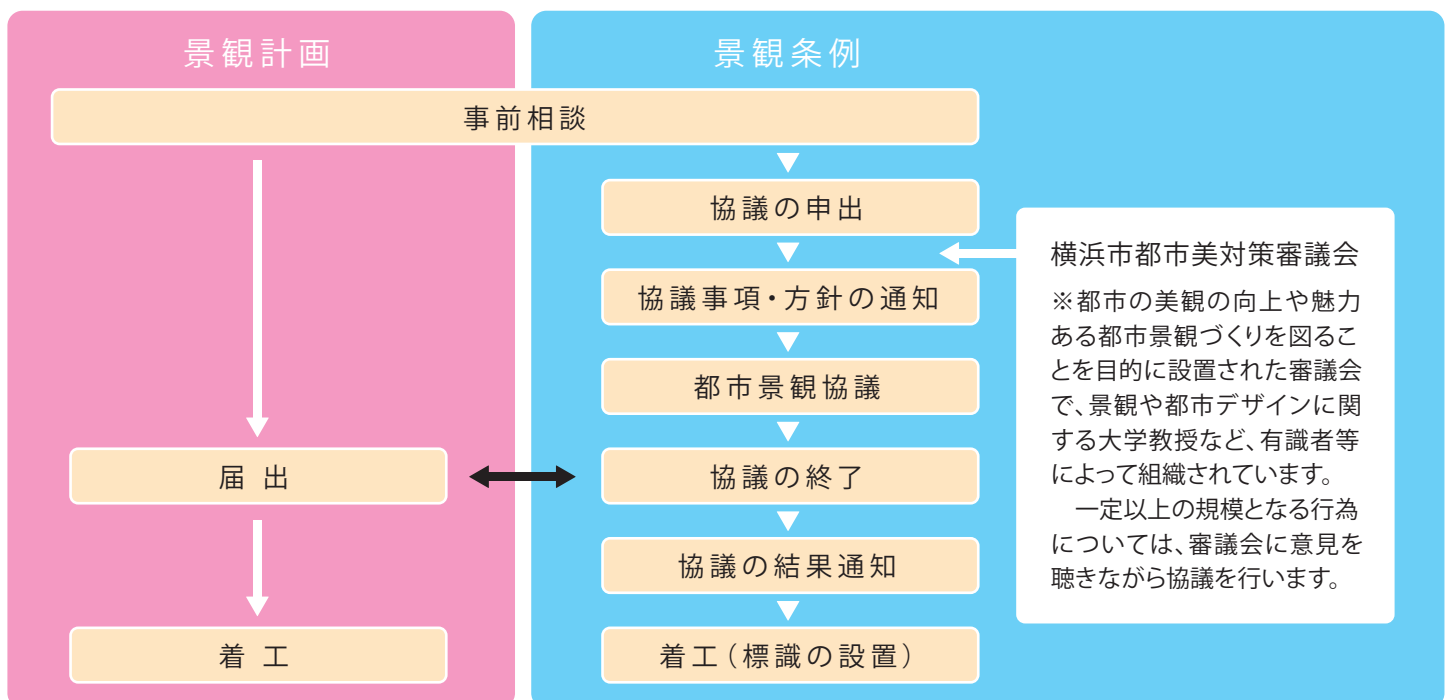 景観計画
景観条例
事前相談
協議の申出
協議事項・方針の通知
都市景観協議
届出
協議の終了
協議の結果通知
着工
着工(標識の設置)
横浜市都市美対策審議会
※都市の美観の向上や魅力
ある都市景観づくりを図るこ
とを目的に設置された審議会
で、景観や都市デザインに関
する大学教授など、有識者等
によって組織されています。
　一定以上の規模となる行為
については、審議会に意見を
聴きながら協議を行います。